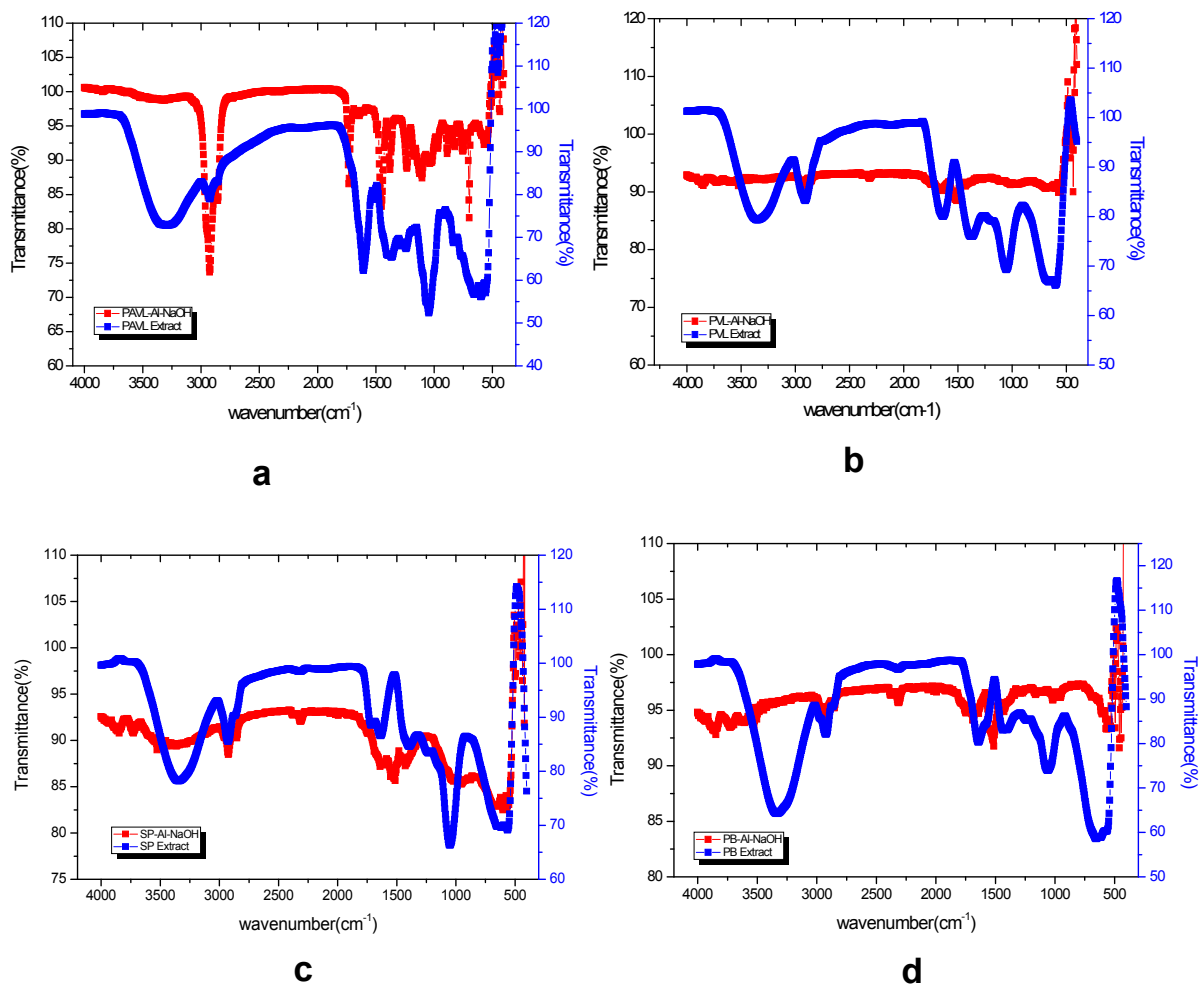 110
105
100
95
90
85
80
75
70
65
60
Transmittance(%)
120
110
100
90
80
70
60
50
40
Transmittance(%)
PAVL-Al-NaOH
PAVL Extract
4000 3500 3000 2500 2000 1500 1000 500
wavenumber(cm⁻¹)
a
120
110
100
90
80
70
60
Transmittance(%)
120
110
100
90
80
70
60
50
Transmittance(%)
PVL-Al-NaOH
PVL Extract
4000 3500 3000 2500 2000 1500 1000 500
wavenumber(cm-1)
b
110
105
100
95
90
85
80
75
Transmittance(%)
120
110
100
90
80
70
60
Transmittance(%)
SP-Al-NaOH
SP Extract
4000 3500 3000 2500 2000 1500 1000 500
wavenumber(cm⁻¹)
c
110
105
100
95
90
85
80
Transmittance(%)
120
110
100
90
80
70
60
50
Transmittance(%)
PB-Al-NaOH
PB Extract
4000 3500 3000 2500 2000 1500 1000 500
wavenumber(cm⁻¹)
d